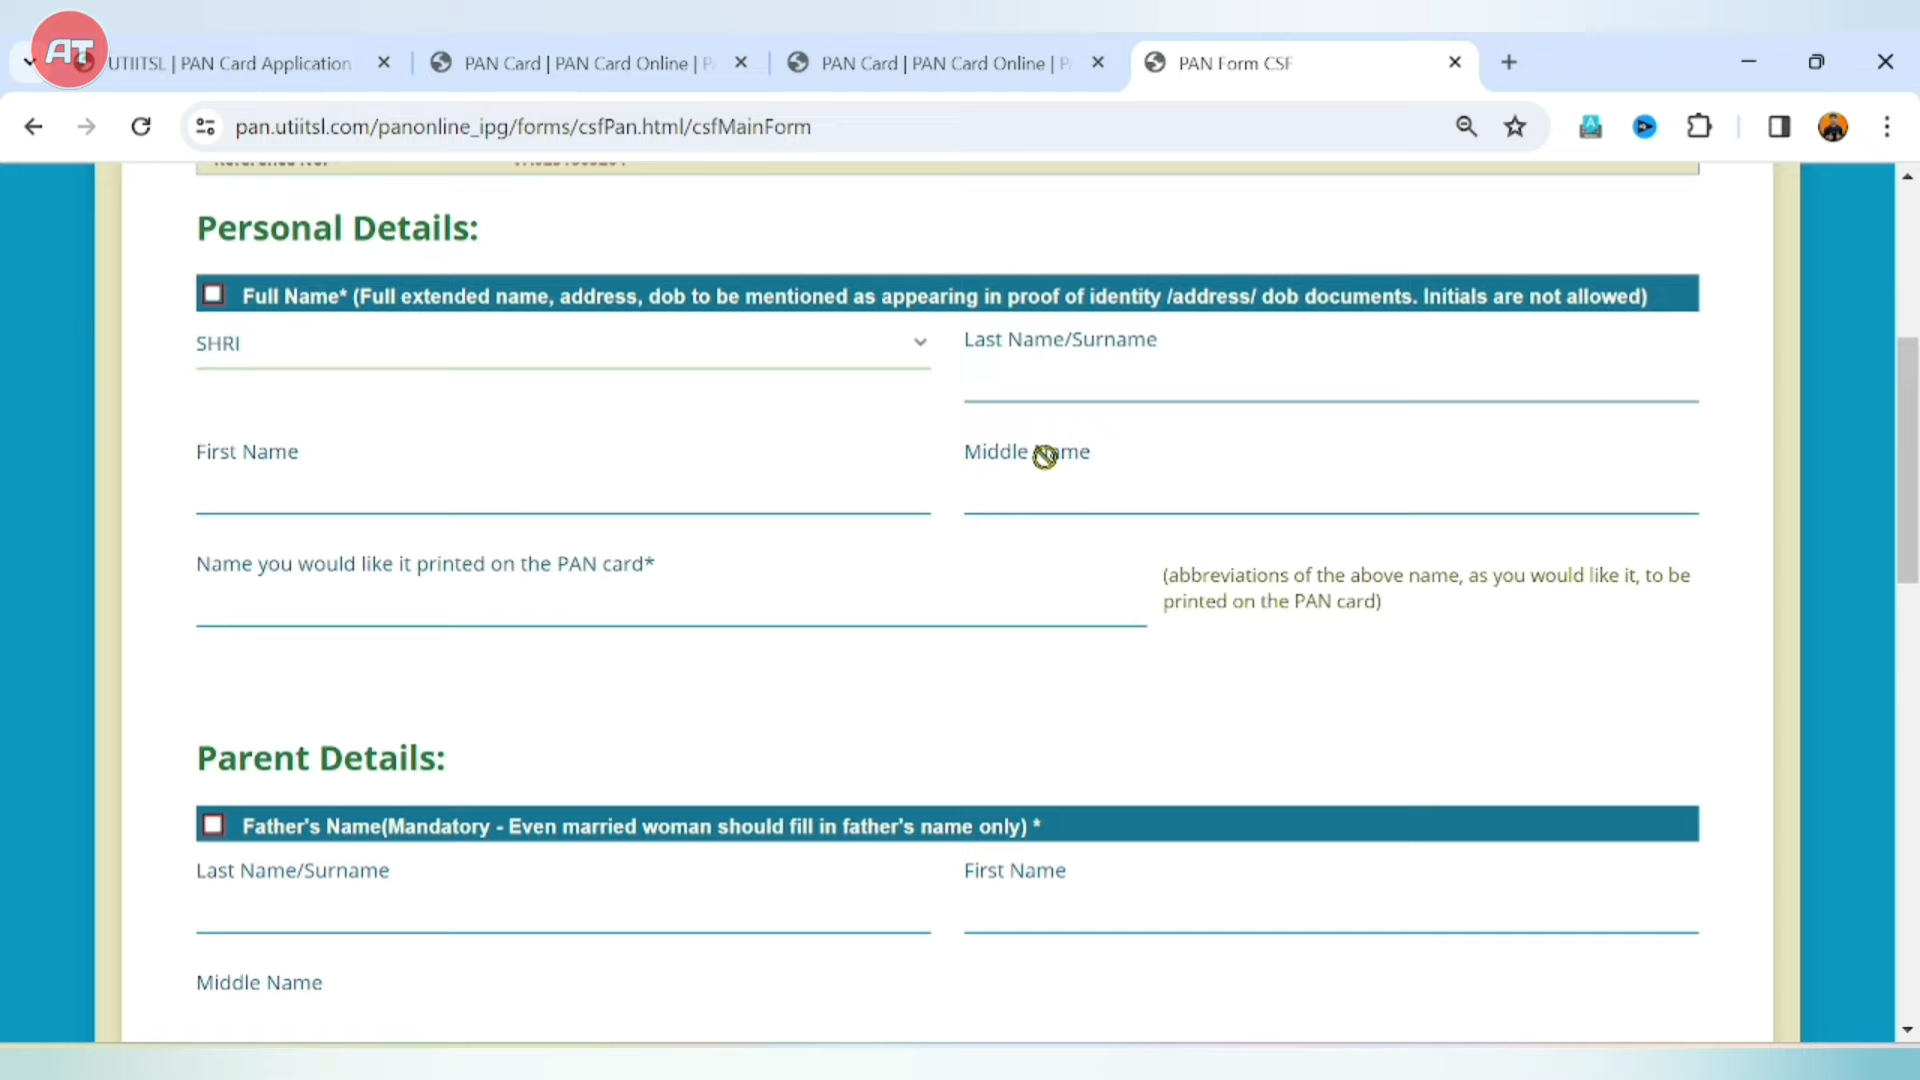 AT
UTIITSL | PAN Card Application
PAN Card | PAN Card Online | P
PAN Card | PAN Card Online | P
PAN Form CSF
pan.utiitsl.com/panonline_ipg/forms/csfPan.html/csfMainForm
Personal Details:
Full Name* (Full extended name, address, dob to be mentioned as appearing in proof of identity /address/ dob documents. Initials are not allowed)
SHRI
Last Name/Surname
First Name
Middle Name
Name you would like it printed on the PAN card*
(abbreviations of the above name, as you would like it, to be
printed on the PAN card)
Parent Details:
Father's Name(Mandatory - Even married woman should fill in father's name only) *
Last Name/Surname
First Name
Middle Name